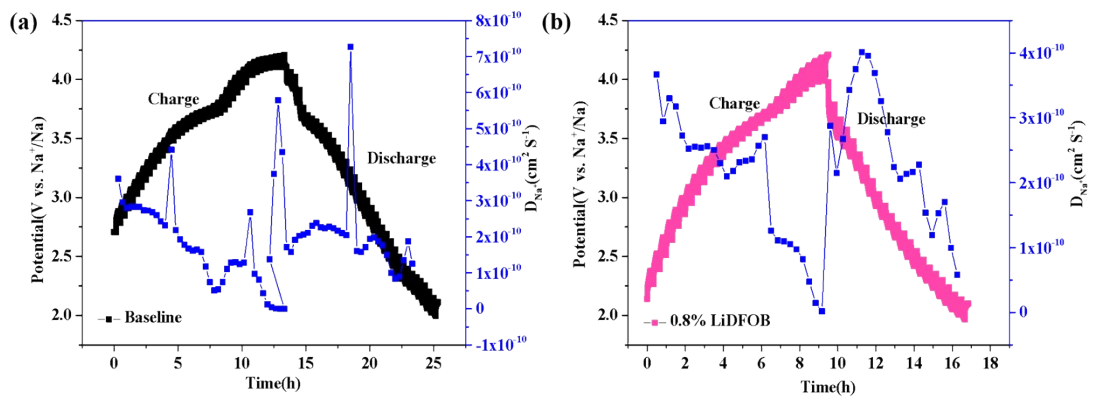 (a)
4.5
4.0
3.5
3.0
2.5
2.0
Potential(V vs. Na⁺/Na)
Charge
Discharge
Baseline
0
5
10
15
20
25
Time(h)
8x10⁻¹⁰
7x10⁻¹⁰
6x10⁻¹⁰
5x10⁻¹⁰
4x10⁻¹⁰
3x10⁻¹⁰
2x10⁻¹⁰
1x10⁻¹⁰
0
-1x10⁻¹⁰
D_Na⁺(cm² S⁻¹)
(b)
4.5
4.0
3.5
3.0
2.5
2.0
Potential(V vs. Na⁺/Na)
Charge
Discharge
0.8% LiDFOB
0
2
4
6
8
10
12
14
16
18
Time(h)
4x10⁻¹⁰
3x10⁻¹⁰
2x10⁻¹⁰
1x10⁻¹⁰
0
D_Na⁺(cm² S⁻¹)